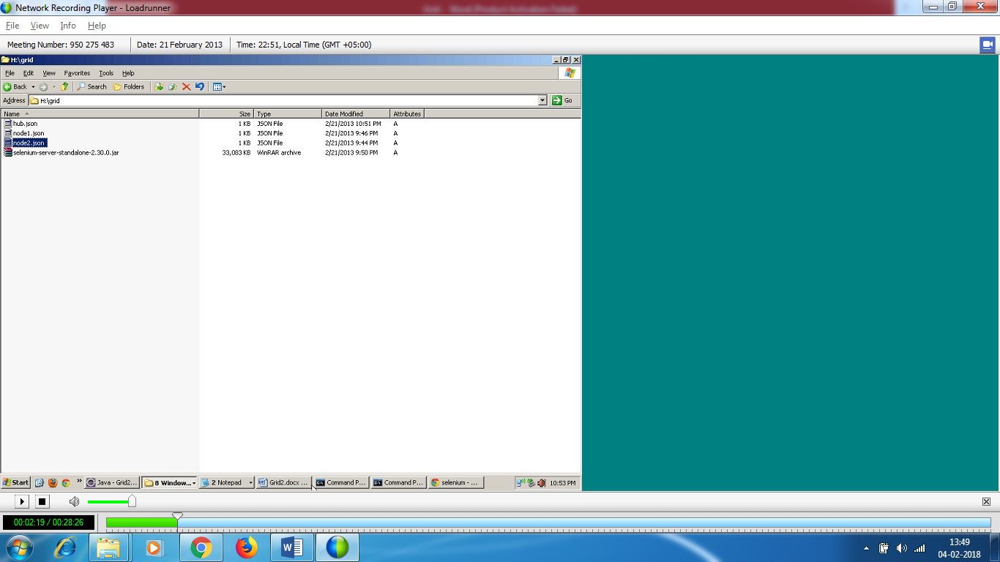 Network Recording Player - Loadrunner
Grid - Word (Product Activation Failed)
File View Info Help
Meeting Number: 950 275 483 Date: 21 February 2013 Time: 22:51, Local Time (GMT +05:00)
H:\grid
File Edit View Favorites Tools Help
Back Search Folders
Address H:\grid Go
Name Size Type Date Modified Attributes
hub.json 1 KB JSON File 2/21/2013 10:51 PM A
node1.json 1 KB JSON File 2/21/2013 9:46 PM A
node2.json 1 KB JSON File 2/21/2013 9:44 PM A
selenium-server-standalone-2.30.0.jar 33,083 KB WinRAR archive 2/21/2013 9:50 PM A
Start » Java - Grid2... 8 Window... 2 Notepad Grid2.docx ... Command P... Command P... selenium - ... 10:53 PM
00:02:19 / 00:28:26
13:49
04-02-2018